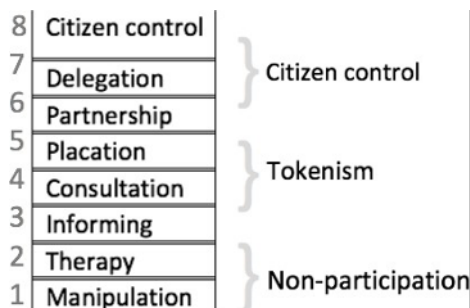 8 Citizen control
7 Delegation
6 Partnership
5 Placation
4 Consultation
3 Informing
2 Therapy
1 Manipulation
Citizen control
Tokenism
Non-participation